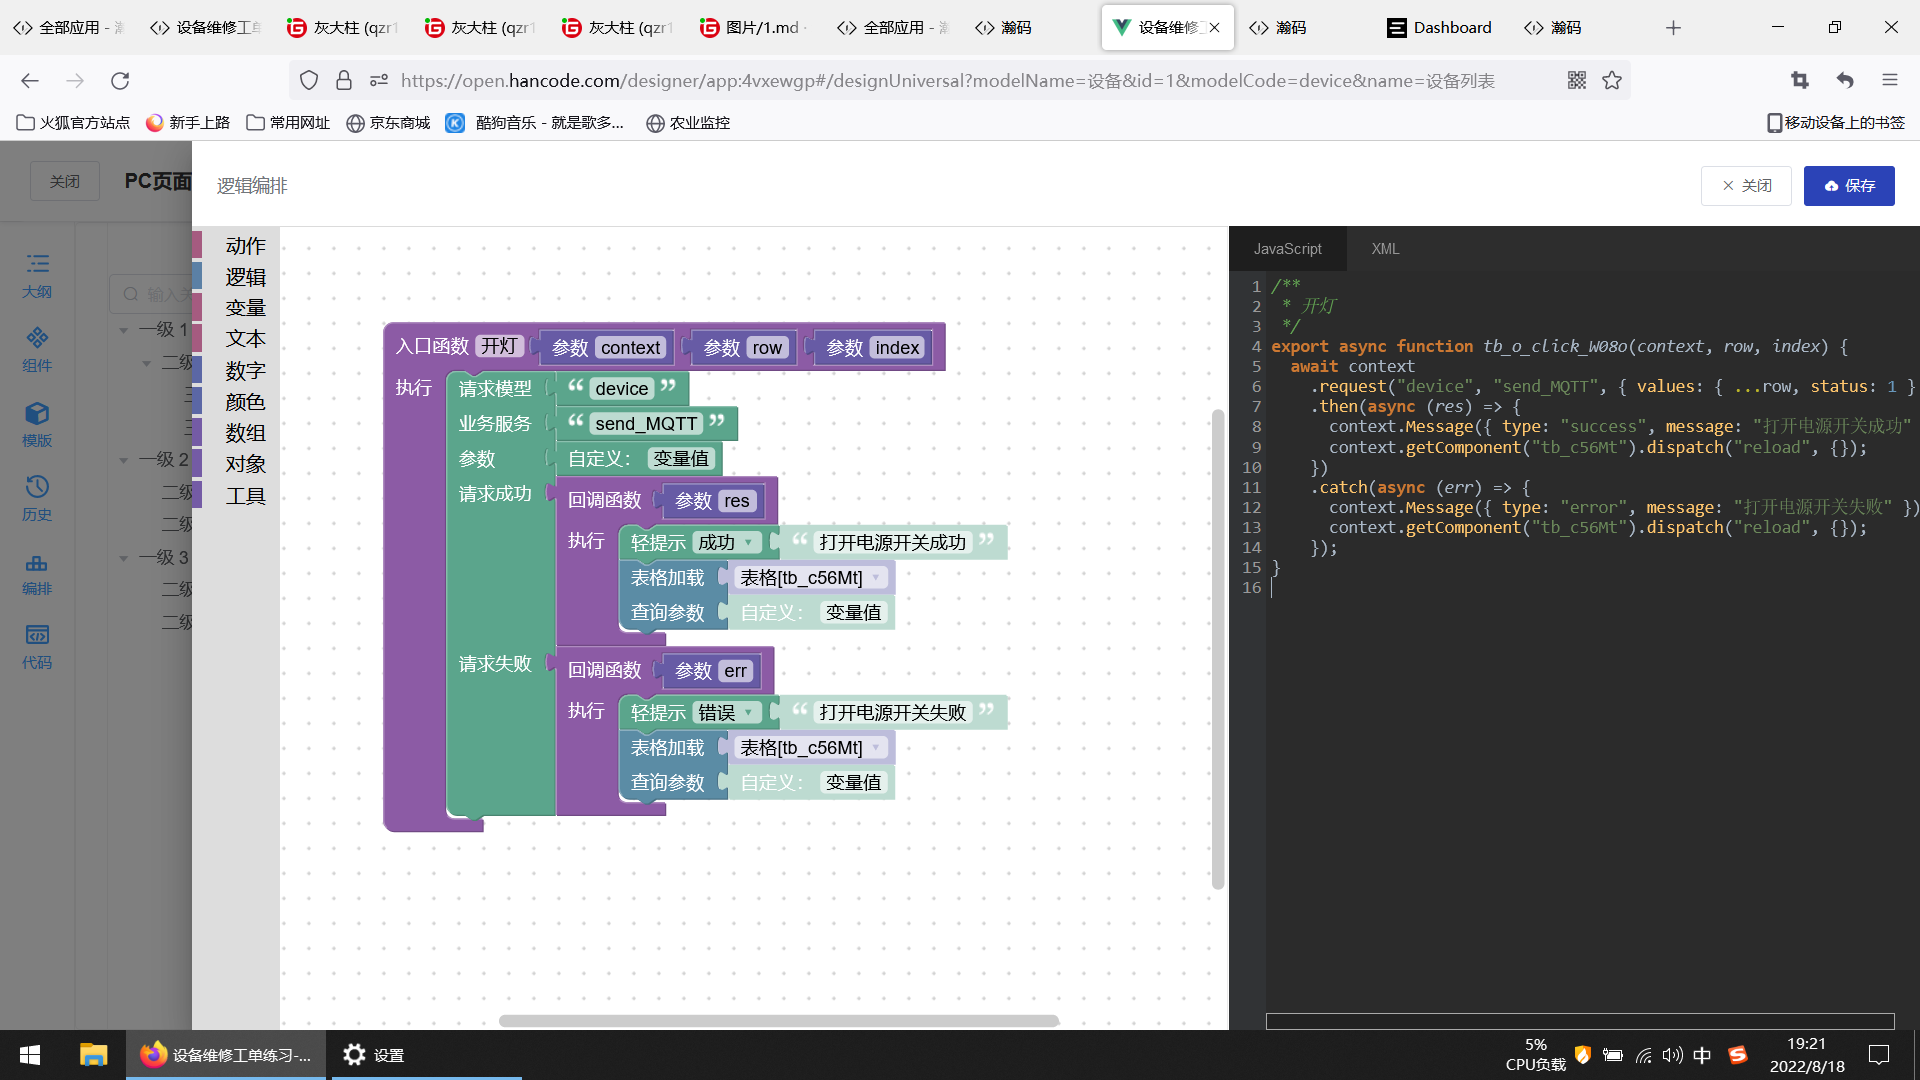 全部应用 -
设备维修工单
灰大柱 (qzr1
灰大柱 (qzr1
灰大柱 (qzr1
图片/1.md ·
全部应用 -
瀚码
设备维修工
瀚码
Dashboard
瀚码
https://open.hancode.com/designer/app:4vxewgp#/designUniversal?modelName=设备&id=1&modelCode=device&name=设备列表
火狐官方站点
新手上路
常用网址
京东商城
酷狗音乐 - 就是歌多...
农业监控
移动设备上的书签
关闭
PC页面
逻辑编排
关闭
保存
大纲
组件
模版
历史
编排
代码
输入关
一级 1
二级
三
三
一级 2
二级
二级
一级 3
二级
二级
动作
逻辑
变量
文本
数字
颜色
数组
对象
工具
入口函数 开灯 参数 context 参数 row 参数 index
执行 请求模型 “ device ”
业务服务 “ send_MQTT ”
参数 自定义： 变量值
请求成功 回调函数 参数 res
执行 轻提示 成功 “ 打开电源开关成功 ”
表格加载 表格[tb_c56Mt]
查询参数 自定义： 变量值
请求失败 回调函数 参数 err
执行 轻提示 错误 “ 打开电源开关失败 ”
表格加载 表格[tb_c56Mt]
查询参数 自定义： 变量值
JavaScript XML
1 /**
2 * 开灯
3 */
4 export async function tb_o_click_W08o(context, row, index) {
5 await context
6 .request("device", "send_MQTT", { values: { ...row, status: 1 }
7 .then(async (res) => {
8 context.Message({ type: "success", message: "打开电源开关成功"
9 context.getComponent("tb_c56Mt").dispatch("reload", {});
10 })
11 .catch(async (err) => {
12 context.Message({ type: "error", message: "打开电源开关失败" })
13 context.getComponent("tb_c56Mt").dispatch("reload", {});
14 });
15 }
16
设备维修工单练习-...
设置
5%
CPU负载
中
19:21
2022/8/18